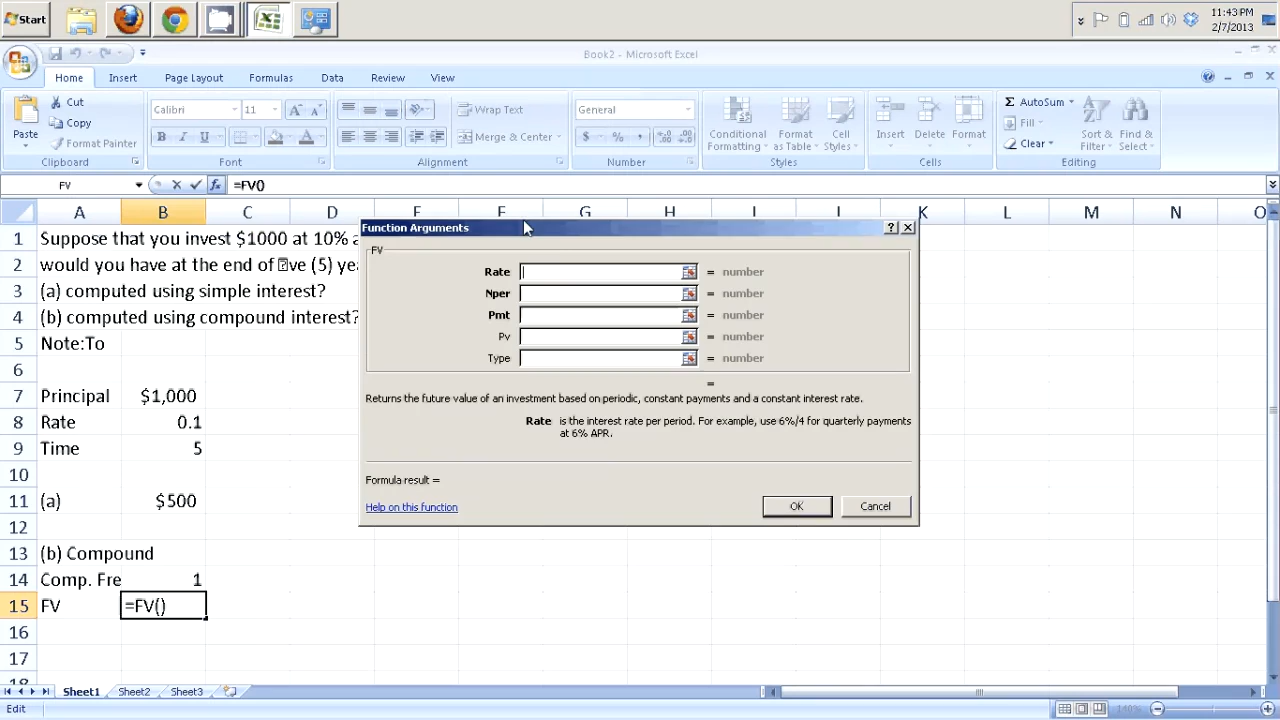 Start
11:43 PM
2/7/2013
Book2 - Microsoft Excel
Home Insert Page Layout Formulas Data Review View
Paste
Cut
Copy
Format Painter
Clipboard
Calibri 11
B I U
A A
Font
Wrap Text
Merge & Center
Alignment
General
$ % ,
Number
Conditional Formatting
Format as Table
Cell Styles
Styles
Insert Delete Format
Cells
Σ AutoSum
Fill
Clear
Sort & Filter
Find & Select
Editing
FV fx =FV()
A B C D E F G H I J K L M N O
1 Suppose that you invest $1000 at 10% a
2 would you have at the end of ve (5) yea
3 (a) computed using simple interest?
4 (b) computed using compound interest?
5 Note:To
6
7 Principal $1,000
8 Rate 0.1
9 Time 5
10
11 (a) $500
12
13 (b) Compound
14 Comp. Fre 1
15 FV =FV()
16
17
18
Function Arguments
FV
Rate = number
Nper = number
Pmt = number
Pv = number
Type = number
=
Returns the future value of an investment based on periodic, constant payments and a constant interest rate.
Rate is the interest rate per period. For example, use 6%/4 for quarterly payments
at 6% APR.
Formula result =
Help on this function
OK Cancel
Sheet1 Sheet2 Sheet3
Edit
140%